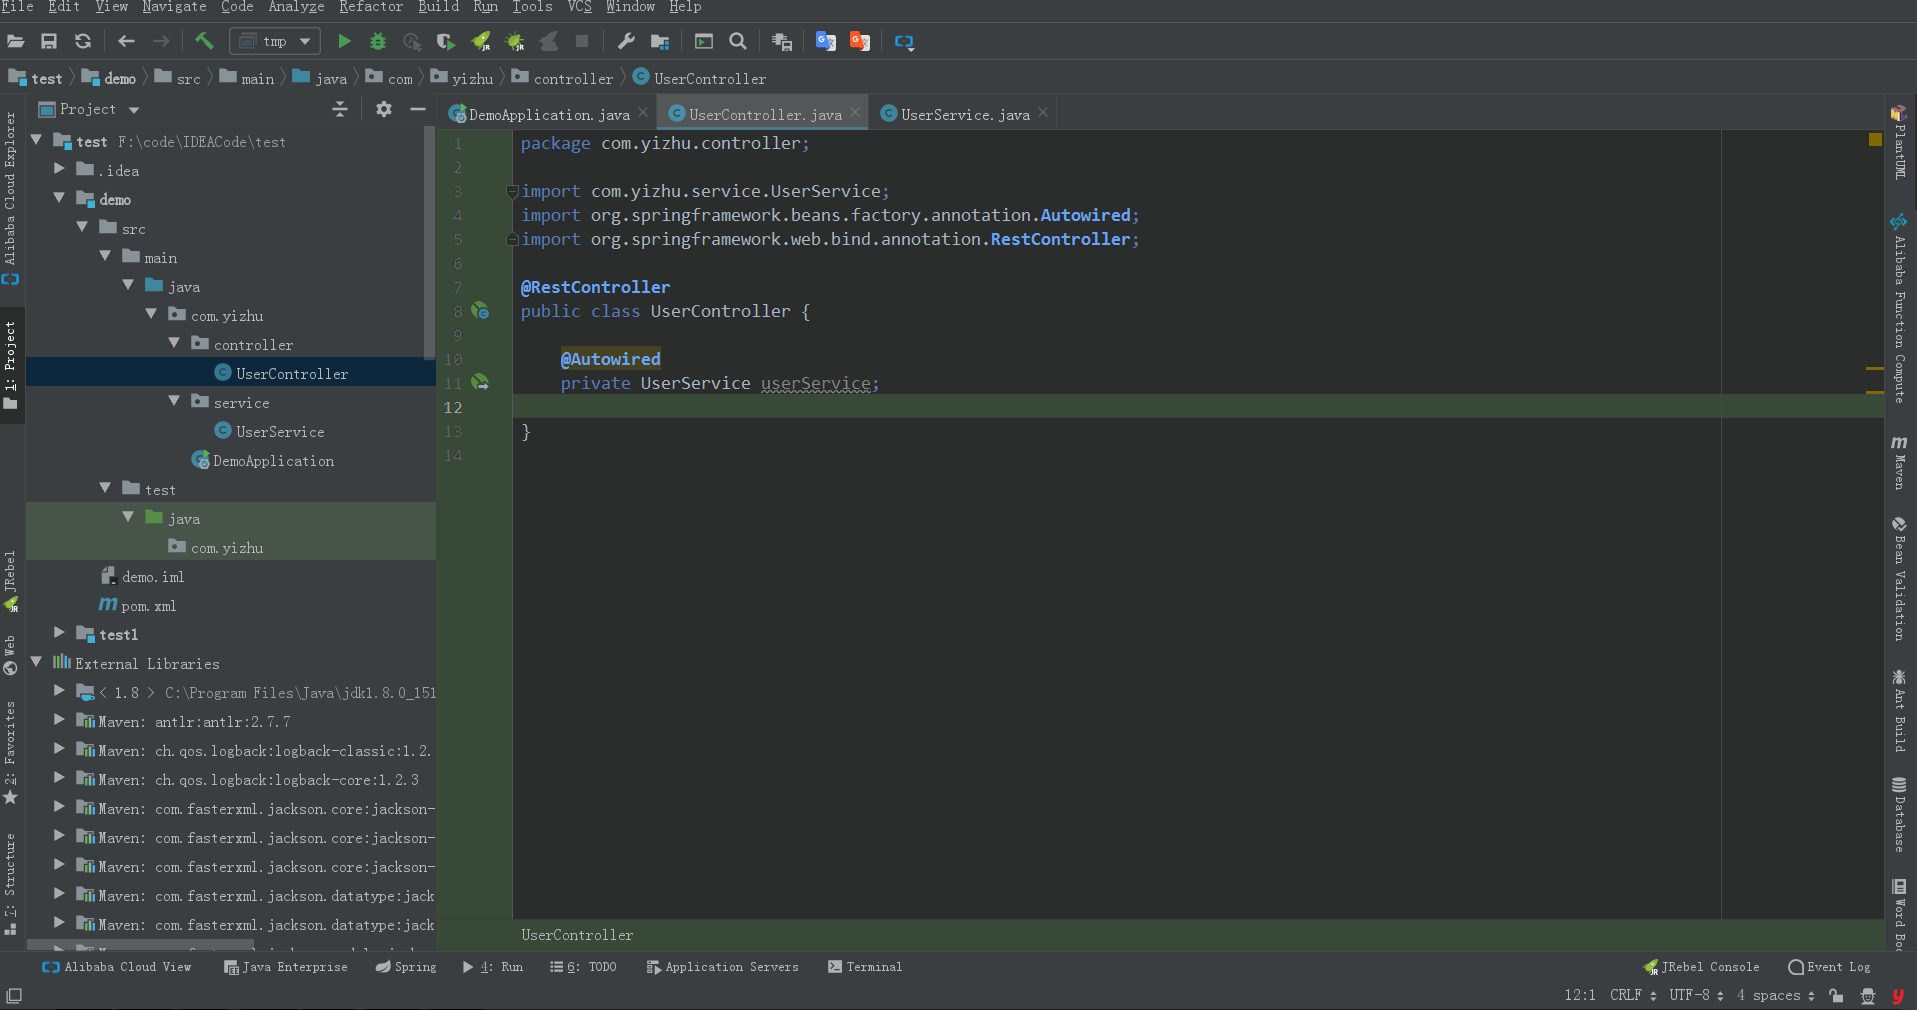 File Edit View Navigate Code Analyze Refactor Build Run Tools VCS Window Help
tmp
test demo src main java com yizhu controller UserController
Project
DemoApplication.java UserController.java UserService.java
test F:\code\IDEACode\test
.idea
demo
src
main
java
com.yizhu
controller
UserController
service
UserService
DemoApplication
test
java
com.yizhu
demo.iml
pom.xml
test1
External Libraries
< 1.8 > C:\Program Files\Java\jdk1.8.0_151
Maven: antlr:antlr:2.7.7
Maven: ch.qos.logback:logback-classic:1.2.
Maven: ch.qos.logback:logback-core:1.2.3
Maven: com.fasterxml.jackson.core:jackson-
Maven: com.fasterxml.jackson.core:jackson-
Maven: com.fasterxml.jackson.core:jackson-
Maven: com.fasterxml.jackson.datatype:jack
Maven: com.fasterxml.jackson.datatype:jack
1 package com.yizhu.controller;
2
3 import com.yizhu.service.UserService;
4 import org.springframework.beans.factory.annotation.Autowired;
5 import org.springframework.web.bind.annotation.RestController;
6
7 @RestController
8 public class UserController {
9
10 @Autowired
11 private UserService userService;
12
13 }
14
UserController
Alibaba Cloud Explorer
1: Project
JRebel
Web
2: Favorites
7: Structure
PlantUML
Alibaba Function Compute
Maven
Bean Validation
Ant Build
Database
Word Boo
Alibaba Cloud View Java Enterprise Spring 4: Run 6: TODO Application Servers Terminal JRebel Console Event Log
12:1 CRLF UTF-8 4 spaces